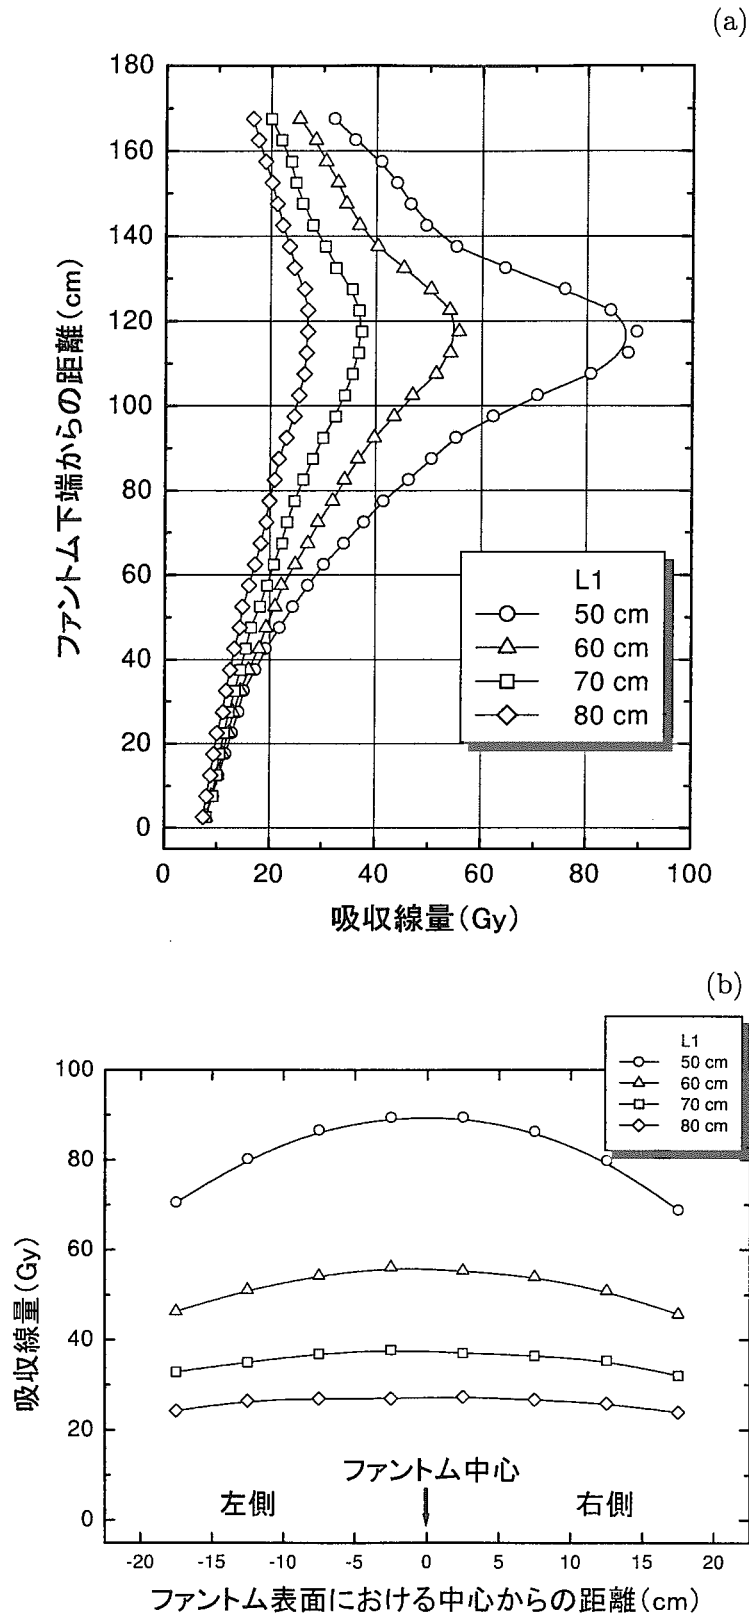 (a)
180
160
140
120
100
80
60
40
20
0
ファントム下端からの距離(cm)
L1
50 cm
60 cm
70 cm
80 cm
0 20 40 60 80 100
吸収線量(Gy)
(b)
L1
50 cm
60 cm
70 cm
80 cm
100
80
60
40
20
0
吸収線量(Gy)
ファントム中心
左側
右側
-20 -15 -10 -5 0 5 10 15 20
ファントム表面における中心からの距離(cm)